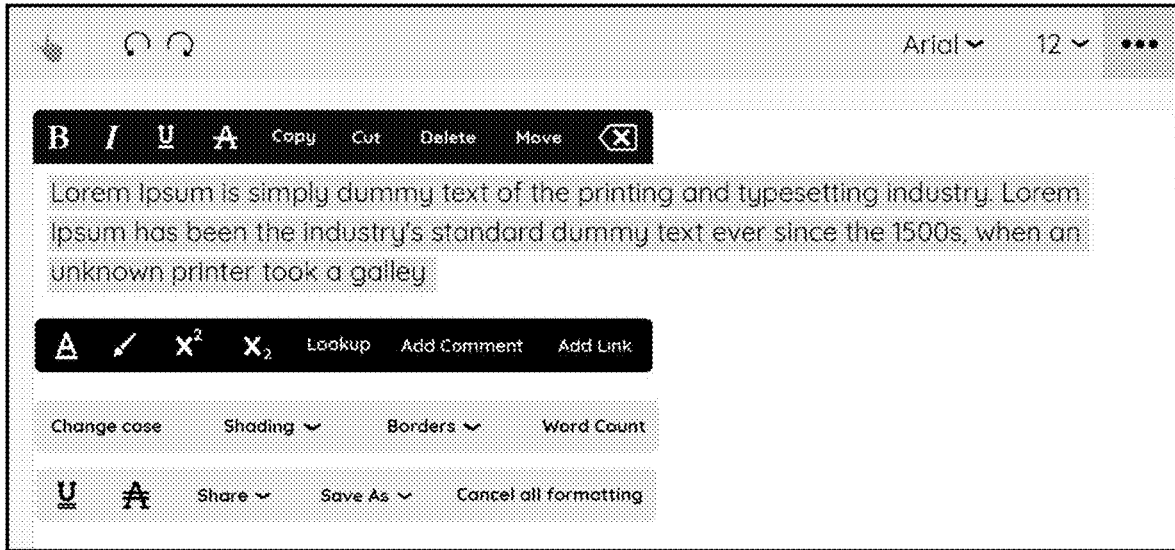 Arial 12
B I U A Copy Cut Delete Move
Lorem Ipsum is simply dummy text of the printing and typesetting industry. Lorem
Ipsum has been the industry's standard dummy text ever since the 1500s, when an
unknown printer took a galley
A X² X₂ Lookup Add Comment Add Link
Change case Shading Borders Word Count
U A Share Save As Cancel all formatting